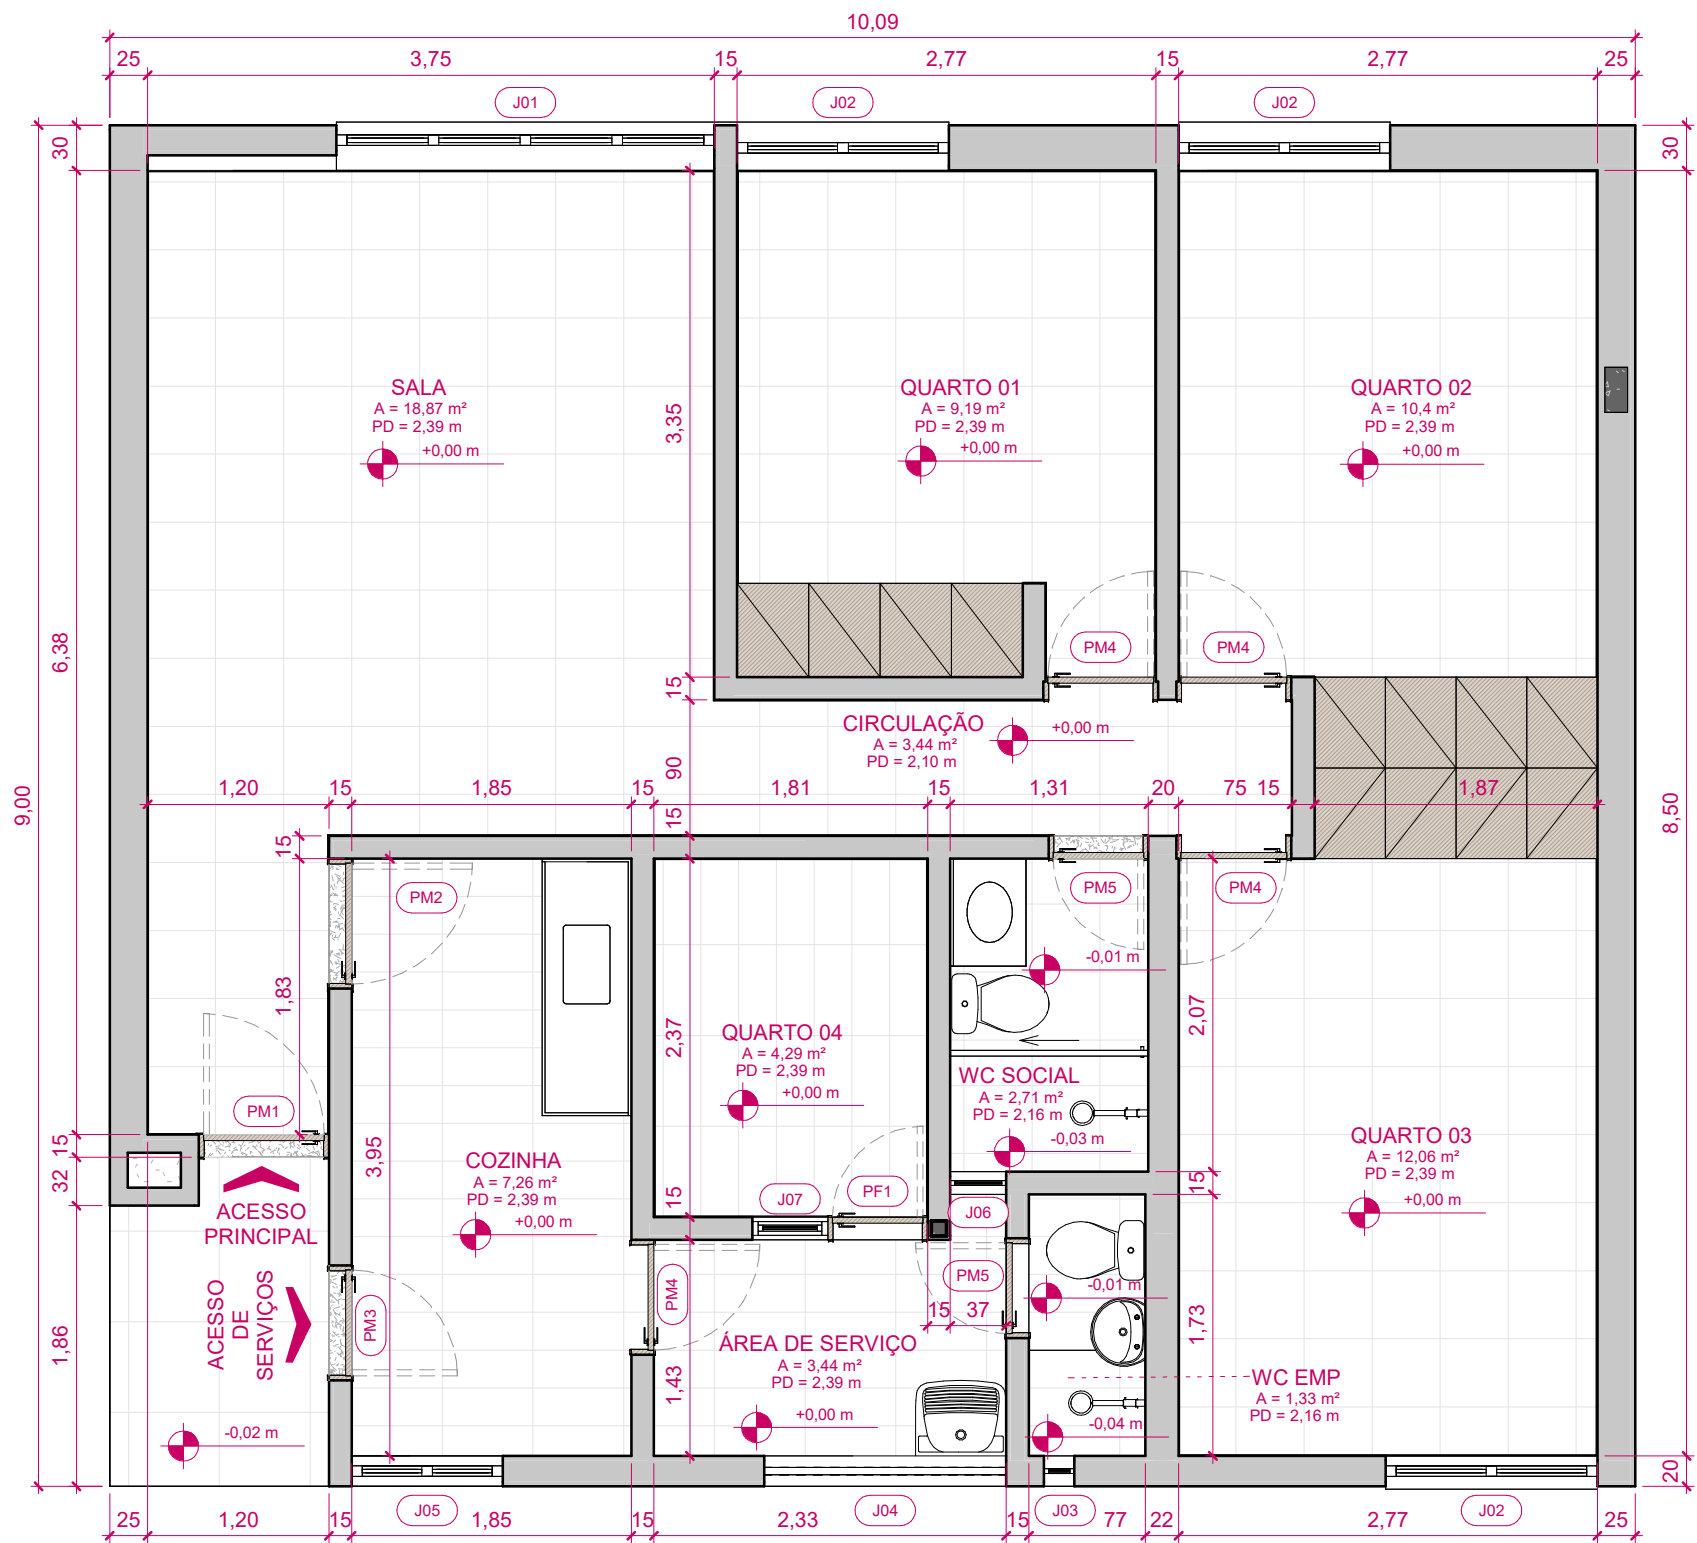 10,09
25
3,75
15
2,77
15
2,77
25
J01
J02
J02
30
30
SALA
A = 18,87 m²
PD = 2,39 m
+0,00 m
3,35
QUARTO 01
A = 9,19 m²
PD = 2,39 m
+0,00 m
QUARTO 02
A = 10,4 m²
PD = 2,39 m
+0,00 m
6,38
9,00
8,50
PM4
PM4
15
CIRCULAÇÃO
A = 3,44 m²
PD = 2,10 m
+0,00 m
90
1,20
15
1,85
15
1,81
15
1,31
20
75
15
1,87
15
15
PM2
PM5
PM4
-0,01 m
1,83
2,37
2,07
QUARTO 04
A = 4,29 m²
PD = 2,39 m
+0,00 m
WC SOCIAL
A = 2,71 m²
PD = 2,16 m
-0,03 m
PM1
15
32
3,95
COZINHA
A = 7,26 m²
PD = 2,39 m
+0,00 m
QUARTO 03
A = 12,06 m²
PD = 2,39 m
+0,00 m
ACESSO
PRINCIPAL
15
J07
PF1
J06
15
ACESSO
DE
SERVIÇOS
PM3
PM4
PM5
15
37
-0,01 m
1,86
1,43
1,73
ÁREA DE SERVIÇO
A = 3,44 m²
PD = 2,39 m
+0,00 m
WC EMP
A = 1,33 m²
PD = 2,16 m
-0,04 m
-0,02 m
20
J05
J04
J03
J02
25
1,20
15
1,85
15
2,33
15
77
22
2,77
25